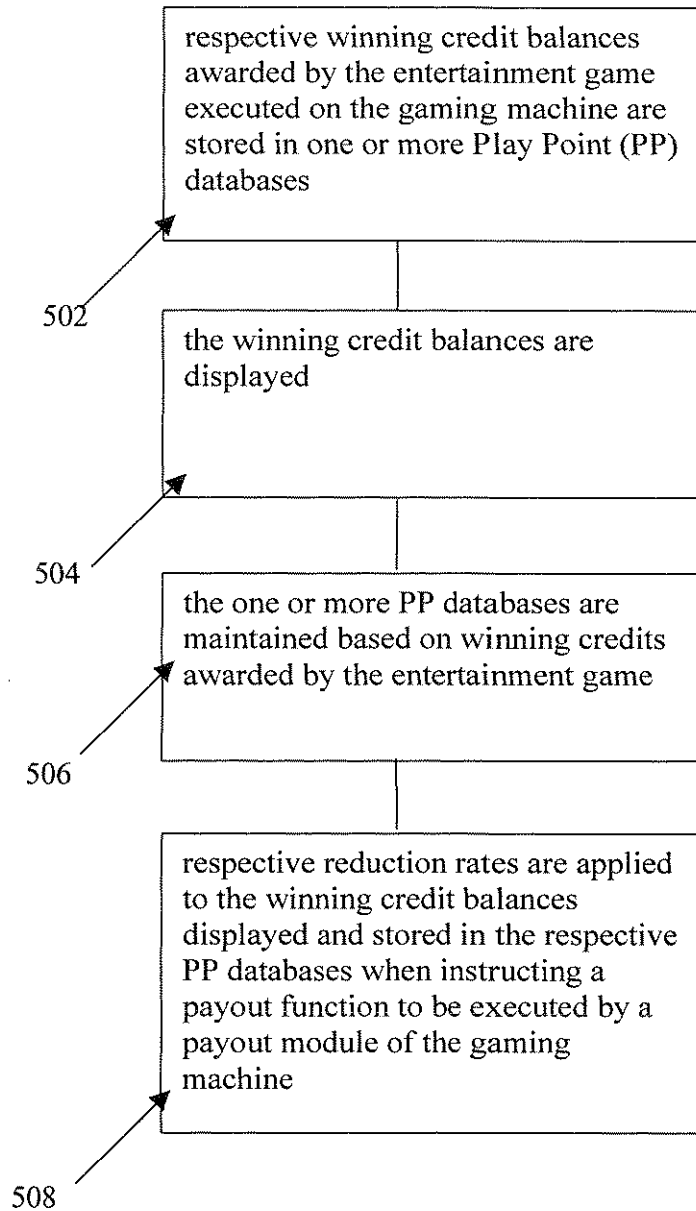 respective winning credit balances
awarded by the entertainment game
executed on the gaming machine are
stored in one or more Play Point (PP)
databases
502
the winning credit balances are
displayed
504
the one or more PP databases are
maintained based on winning credits
awarded by the entertainment game
506
respective reduction rates are applied
to the winning credit balances
displayed and stored in the respective
PP databases when instructing a
payout function to be executed by a
payout module of the gaming
machine
508